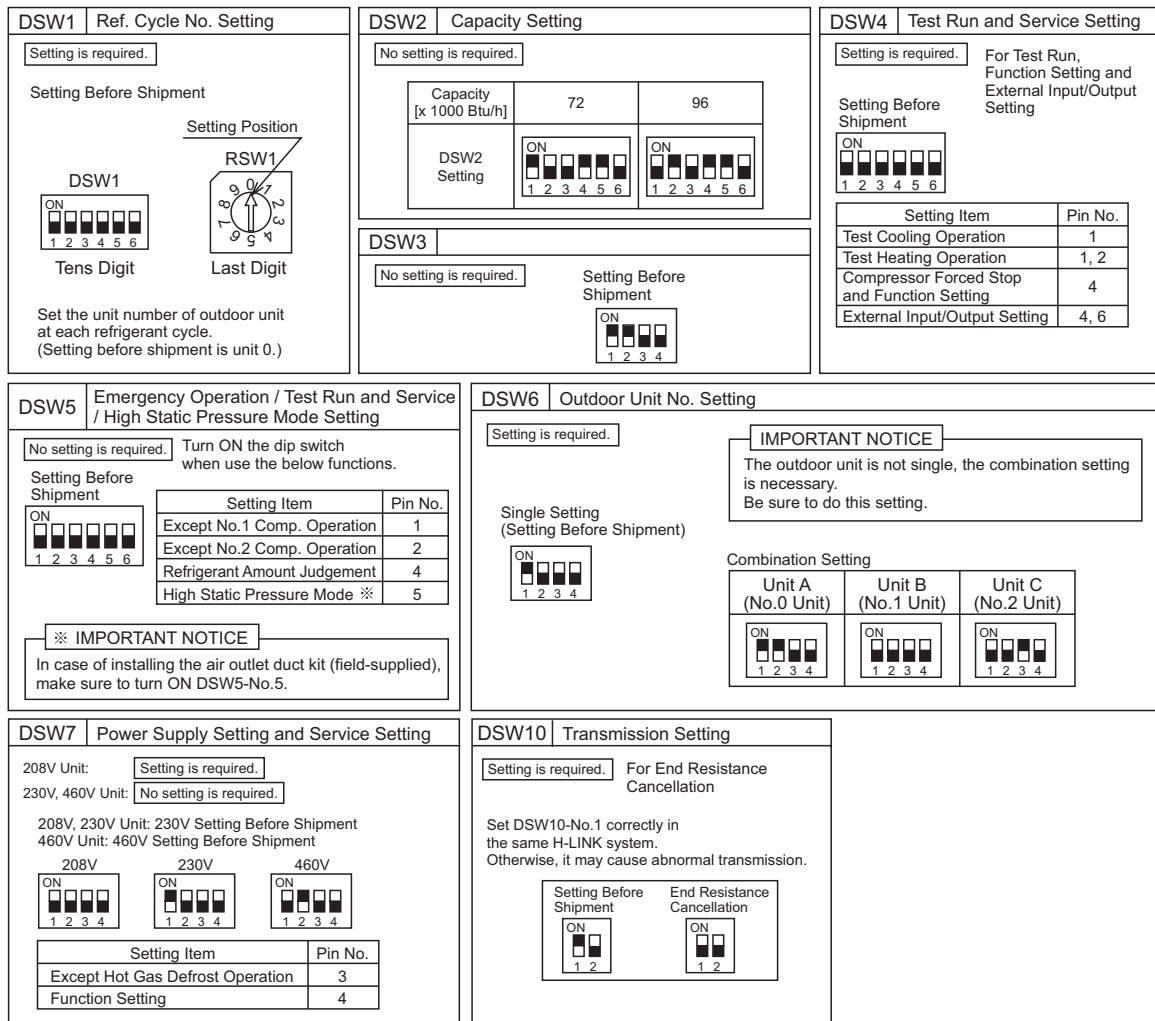 DSW1 Ref. Cycle No. Setting
Setting is required.
Setting Before Shipment
Setting Position
RSW1
DSW1
ON
1 2 3 4 5 6
0 1 2 3 4 5 6 7 8 9
Tens Digit
Last Digit
Set the unit number of outdoor unit
at each refrigerant cycle.
(Setting before shipment is unit 0.)
DSW2 Capacity Setting
No setting is required.
Capacity
[x 1000 Btu/h]
72
96
DSW2
Setting
ON
1 2 3 4 5 6
ON
1 2 3 4 5 6
DSW3
No setting is required.
Setting Before
Shipment
ON
1 2 3 4
DSW4 Test Run and Service Setting
Setting is required.
For Test Run,
Function Setting and
External Input/Output
Setting
Setting Before
Shipment
ON
1 2 3 4 5 6
Setting Item Pin No.
Test Cooling Operation 1
Test Heating Operation 1, 2
Compressor Forced Stop
and Function Setting 4
External Input/Output Setting 4, 6
DSW5 Emergency Operation / Test Run and Service
/ High Static Pressure Mode Setting
No setting is required.
Turn ON the dip switch
when use the below functions.
Setting Before
Shipment
ON
1 2 3 4 5 6
Setting Item Pin No.
Except No.1 Comp. Operation 1
Except No.2 Comp. Operation 2
Refrigerant Amount Judgement 4
High Static Pressure Mode ※ 5
※ IMPORTANT NOTICE
In case of installing the air outlet duct kit (field-supplied),
make sure to turn ON DSW5-No.5.
DSW6 Outdoor Unit No. Setting
Setting is required.
IMPORTANT NOTICE
The outdoor unit is not single, the combination setting
is necessary.
Be sure to do this setting.
Single Setting
(Setting Before Shipment)
ON
1 2 3 4
Combination Setting
Unit A
(No.0 Unit)
Unit B
(No.1 Unit)
Unit C
(No.2 Unit)
ON
1 2 3 4
ON
1 2 3 4
ON
1 2 3 4
DSW7 Power Supply Setting and Service Setting
208V Unit: Setting is required.
230V, 460V Unit: No setting is required.
208V, 230V Unit: 230V Setting Before Shipment
460V Unit: 460V Setting Before Shipment
208V 230V 460V
ON
1 2 3 4
ON
1 2 3 4
ON
1 2 3 4
Setting Item Pin No.
Except Hot Gas Defrost Operation 3
Function Setting 4
DSW10 Transmission Setting
Setting is required.
For End Resistance
Cancellation
Set DSW10-No.1 correctly in
the same H-LINK system.
Otherwise, it may cause abnormal transmission.
Setting Before
Shipment
ON
1 2
End Resistance
Cancellation
ON
1 2